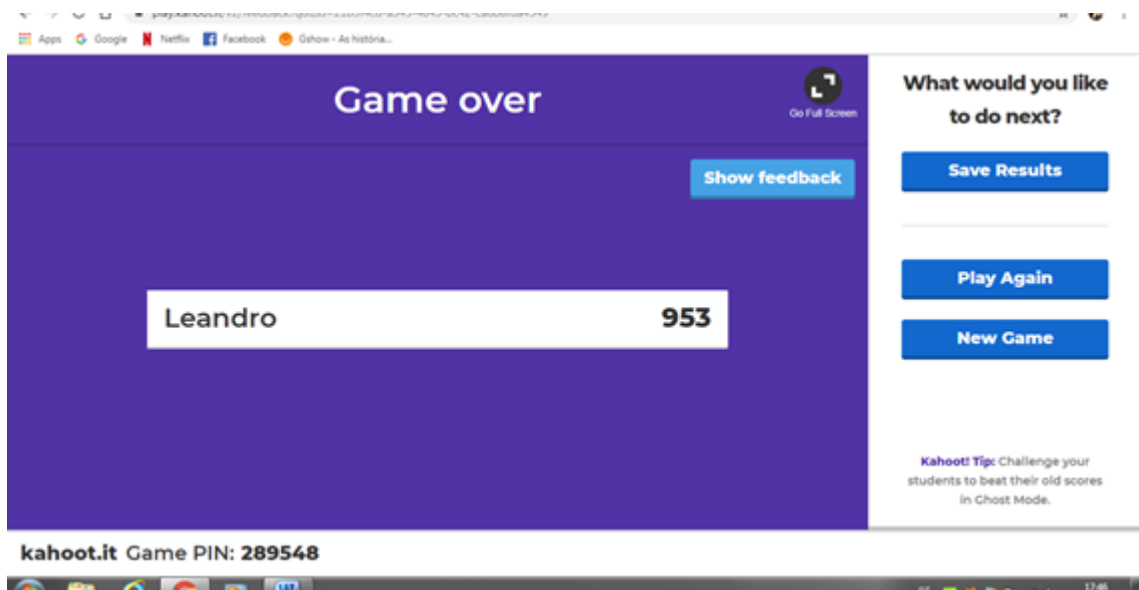 Apps Google Netflix Facebook Gshow - As história...
Game over
Go Full Screen
Show feedback
Leandro 953
What would you like
to do next?
Save Results
Play Again
New Game
Kahoot! Tip: Challenge your
students to beat their old scores
in Ghost Mode.
kahoot.it Game PIN: 289548
17:46